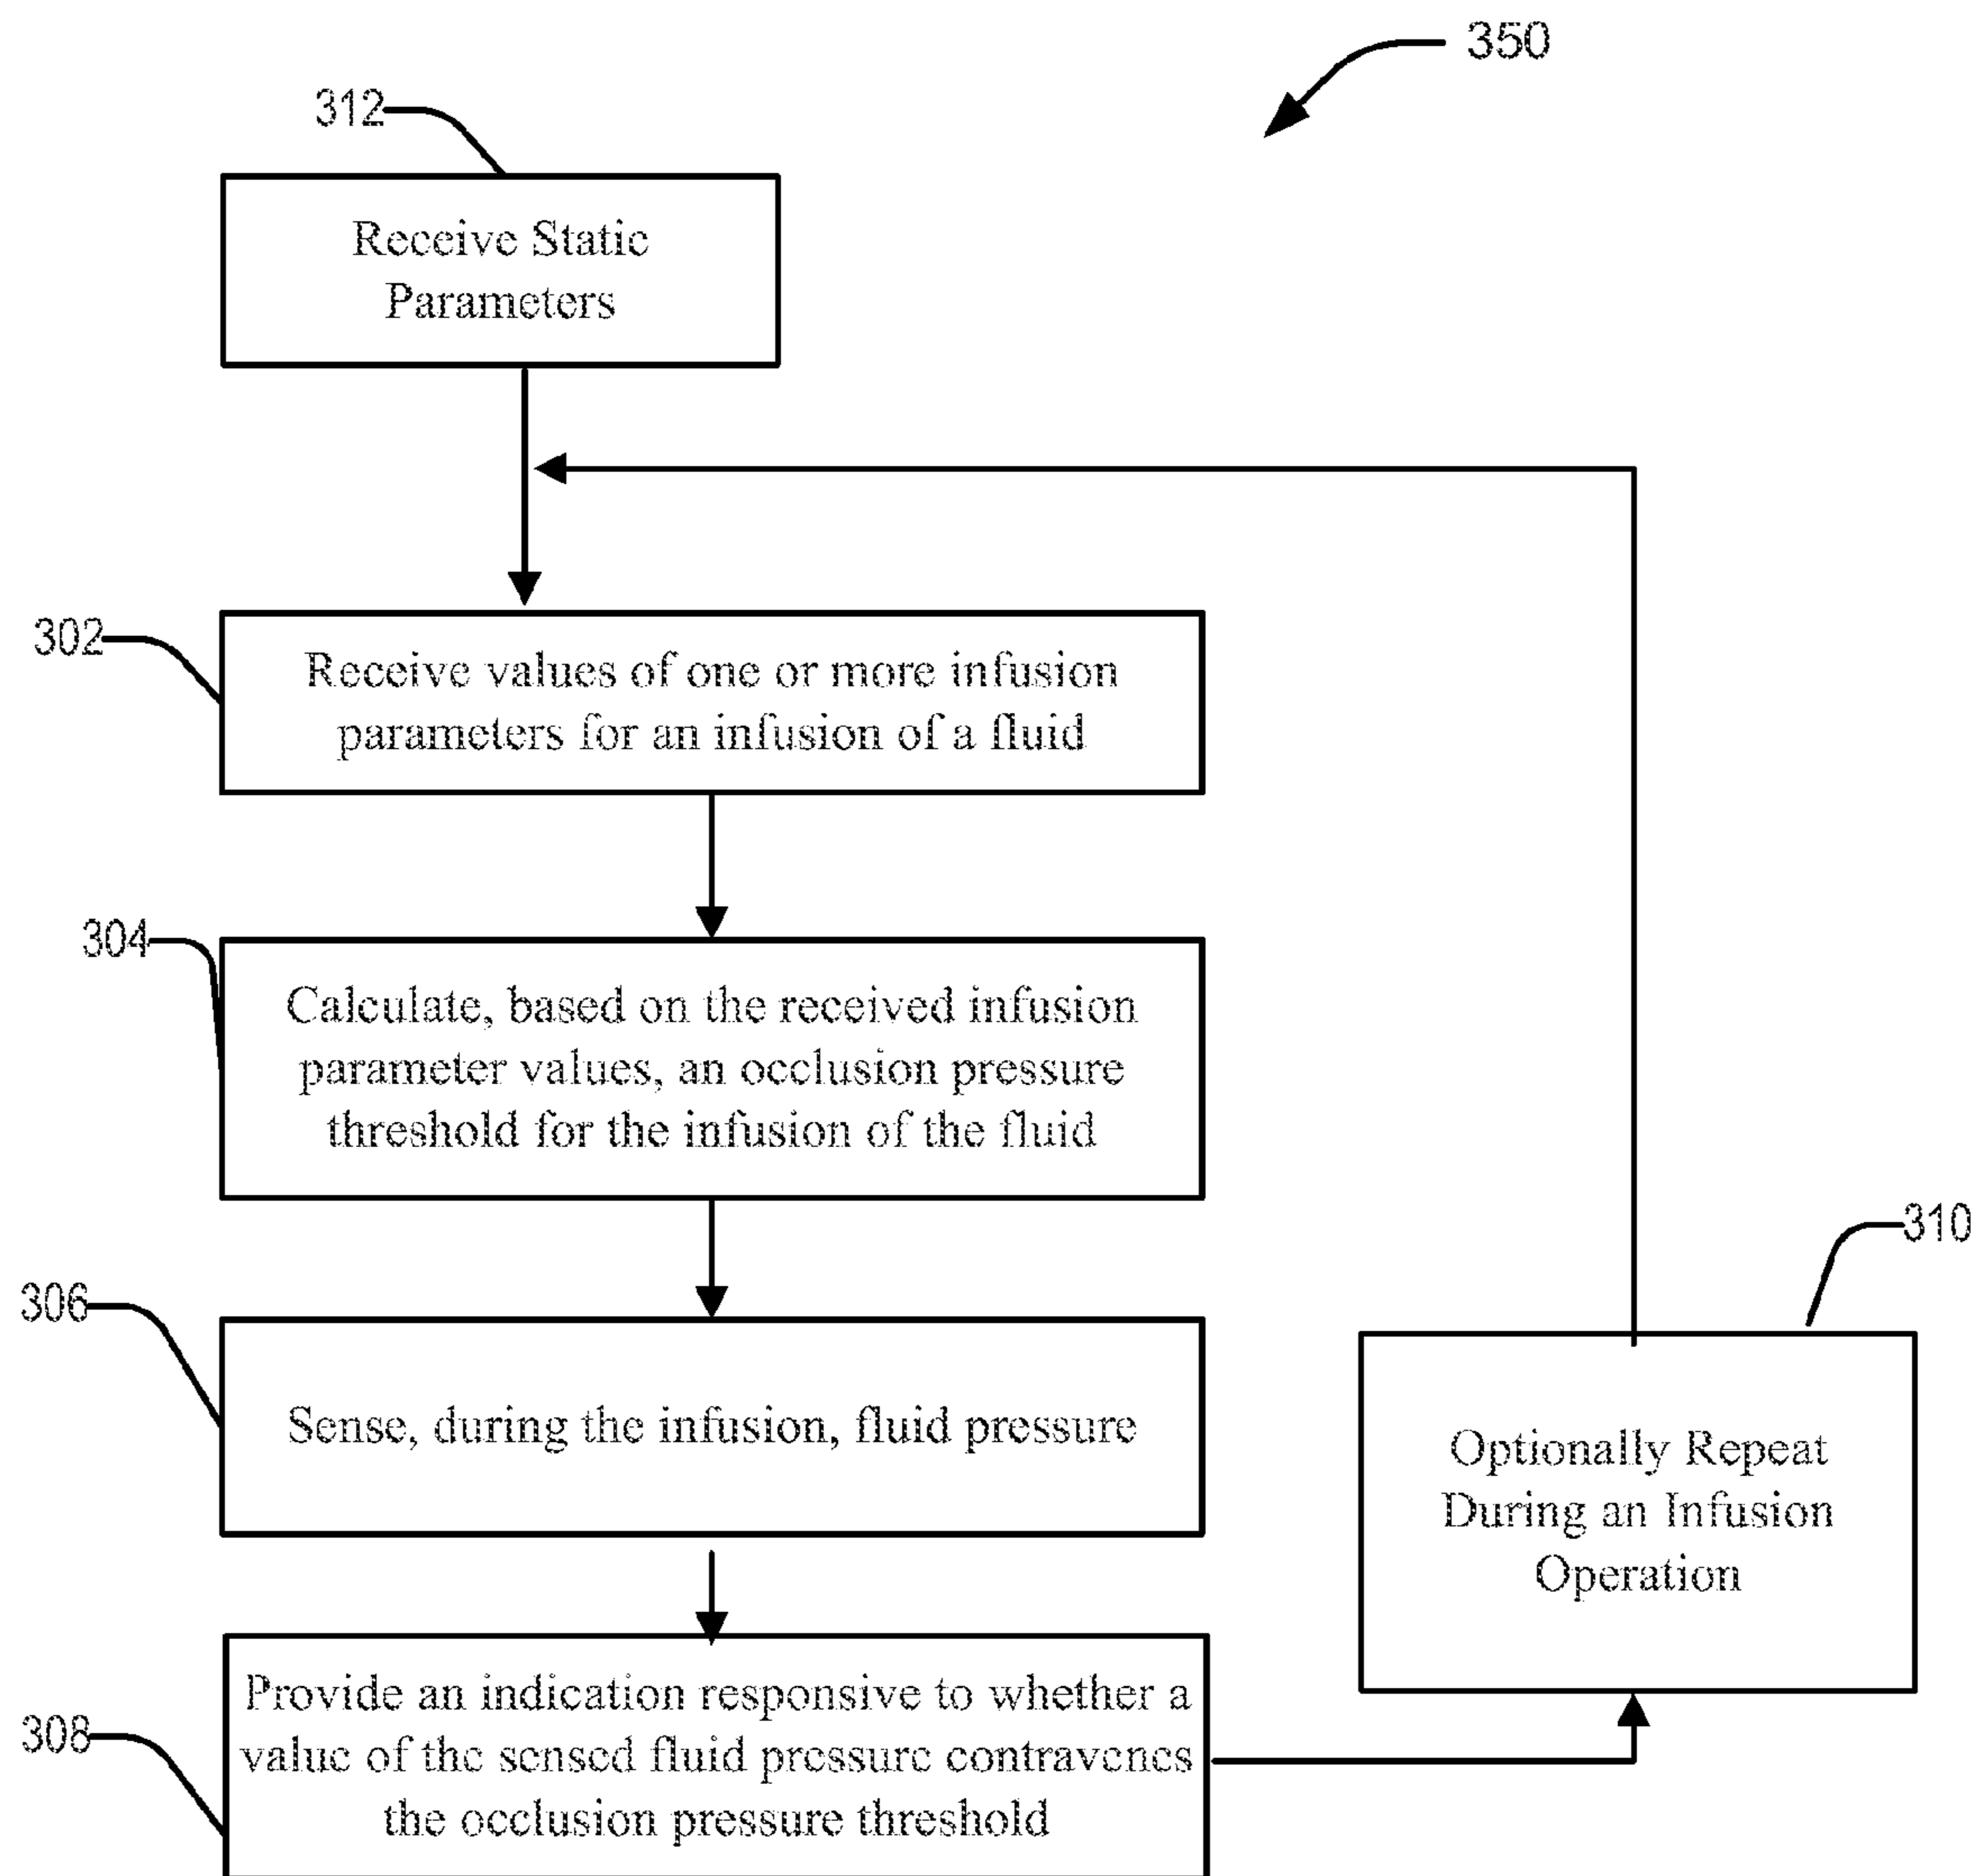 350
312
Receive Static
Parameters
302
Receive values of one or more infusion
parameters for an infusion of a fluid
304
Calculate, based on the received infusion
parameter values, an occlusion pressure
threshold for the infusion of the fluid
306
Sense, during the infusion, fluid pressure
310
Optionally Repeat
During an Infusion
Operation
308
Provide an indication responsive to whether a
value of the sensed fluid pressure contravenes
the occlusion pressure threshold